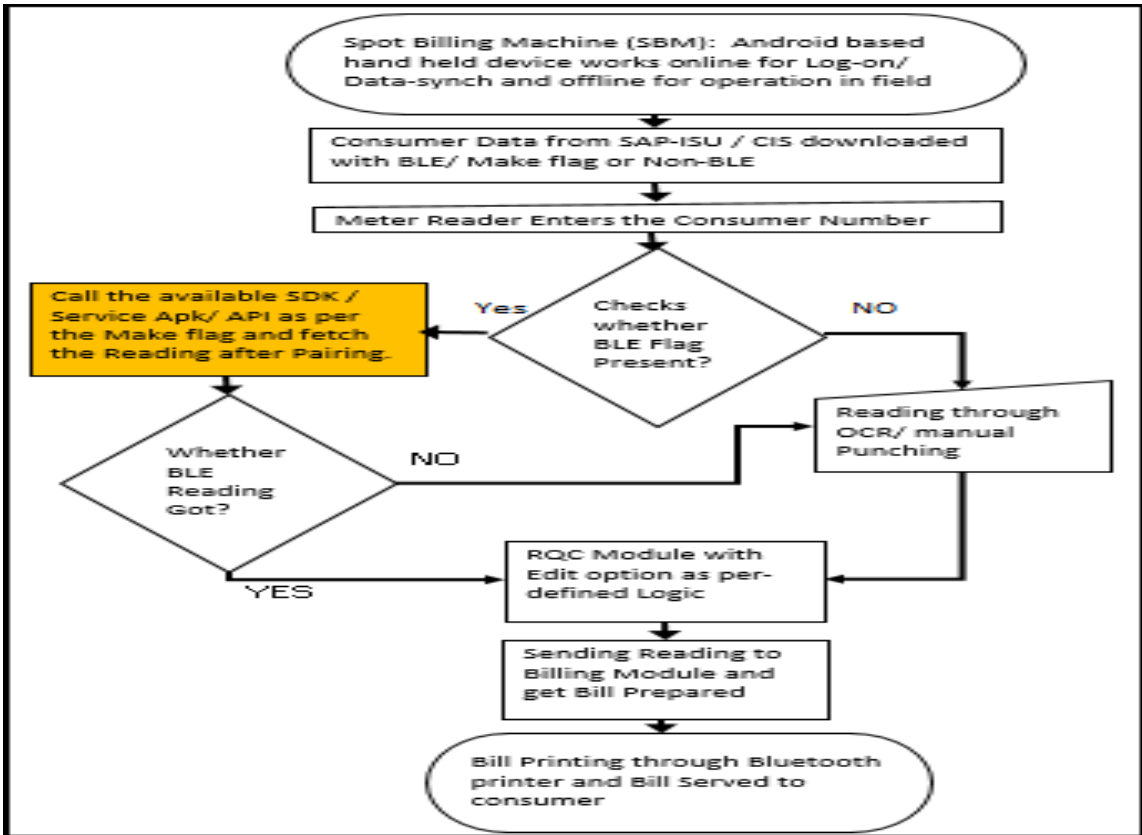 Spot Billing Machine (SBM): Android based
hand held device works online for Log-on/
Data-synch and offline for operation in field
Consumer Data from SAP-ISU / CIS downloaded
with BLE/ Make flag or Non-BLE
Meter Reader Enters the Consumer Number
Call the available SDK /
Service Apk/ API as per
the Make flag and fetch
the Reading after Pairing.
Yes
Checks
whether
BLE Flag
Present?
NO
Reading through
OCR/ manual
Punching
Whether
BLE
Reading
Got?
NO
YES
RQC Module with
Edit option as per-
defined Logic
Sending Reading to
Billing Module and
get Bill Prepared
Bill Printing through Bluetooth
printer and Bill Served to
consumer